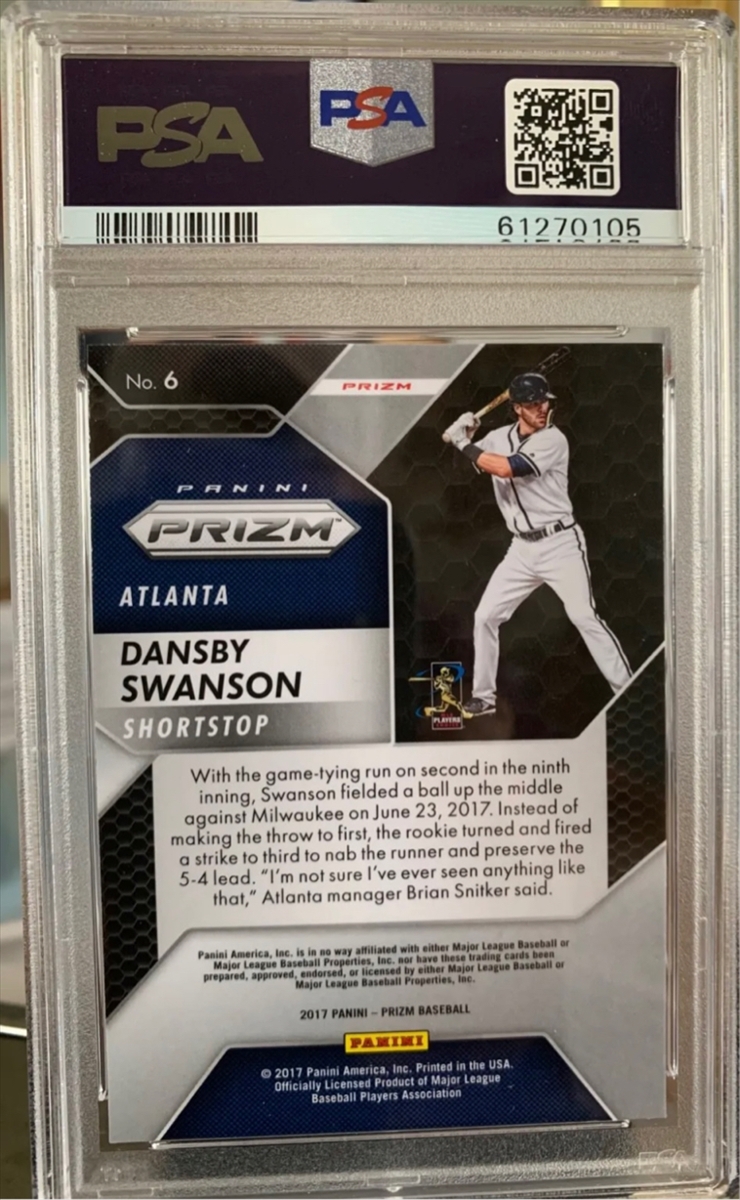 PSA
PSA
61270105
No. 6
PRIZM
PANINI
PRIZM
ATLANTA
DANSBY
SWANSON
SHORTSTOP
PLAYERS
With the game-tying run on second in the ninth
inning, Swanson fielded a ball up the middle
against Milwaukee on June 23, 2017. Instead of
making the throw to first, the rookie turned and fired
a strike to third to nab the runner and preserve the
5-4 lead. "I'm not sure I've ever seen anything like
that," Atlanta manager Brian Snitker said.
Panini America, Inc. is in no way affiliated with either Major League Baseball or
Major League Baseball Properties, Inc. nor have these trading cards been
prepared, approved, endorsed, or licensed by either Major League Baseball or
Major League Baseball Properties, Inc.
2017 PANINI – PRIZM BASEBALL
PANINI
© 2017 Panini America, Inc. Printed in the USA.
Officially Licensed Product of Major League
Baseball Players Association
PSA